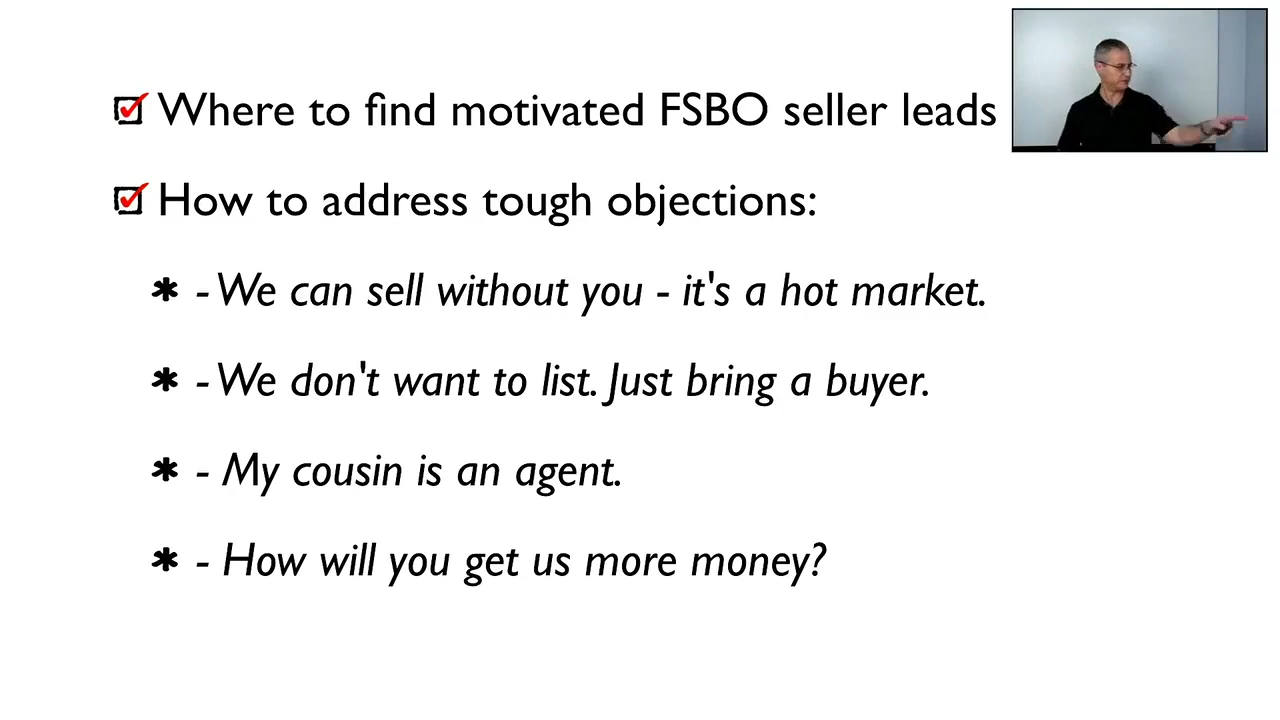 Where to find motivated FSBO seller leads
How to address tough objections:
* - We can sell without you - it's a hot market.
* - We don't want to list. Just bring a buyer.
* - My cousin is an agent.
* - How will you get us more money?